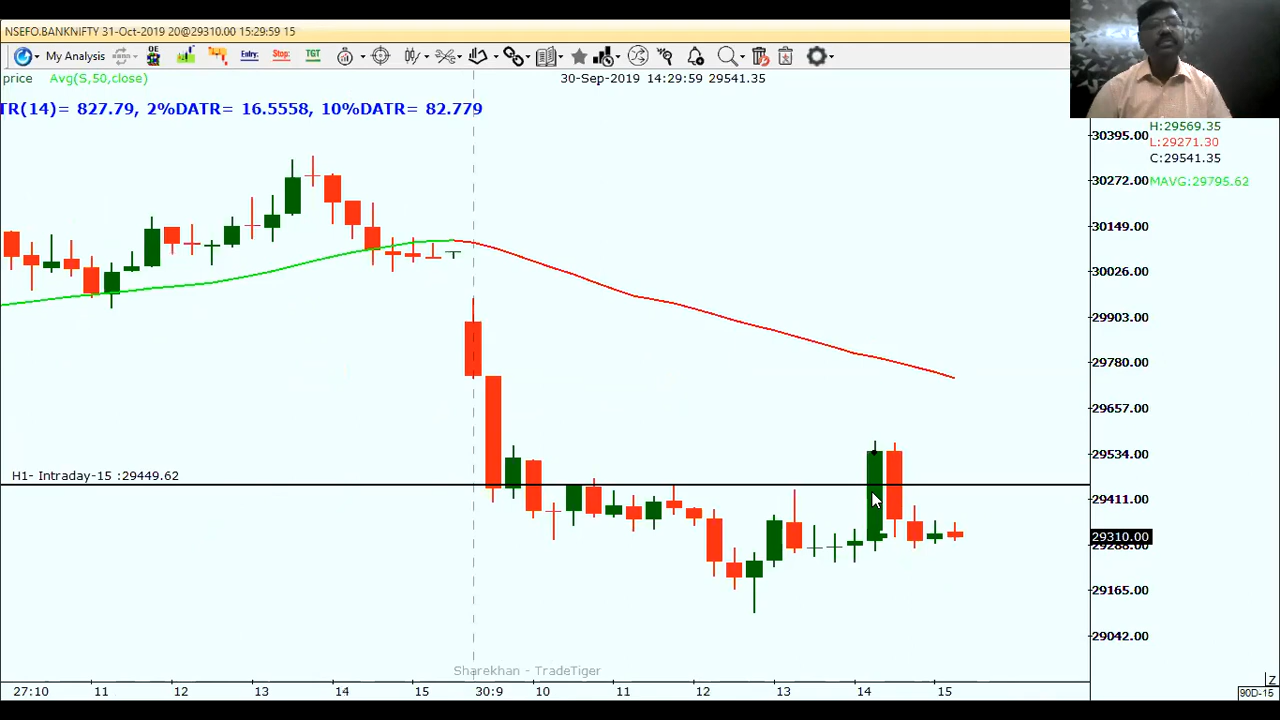 NSEFO.BANKNIFTY 31-Oct-2019 20@29310.00 15:29:59 15
My Analysis OE Entry Stop: TGT
price Avg(S,50,close) 30-Sep-2019 14:29:59 29541.35
TR(14)= 827.79, 2%DATR= 16.5558, 10%DATR= 82.779
H:29569.35
L:29271.30
C:29541.35
MAVG:29795.62
30395.00
30272.00
30149.00
30026.00
29903.00
29780.00
29657.00
29534.00
29411.00
29310.00
29288.00
29165.00
29042.00
H1- Intraday-15 :29449.62
Sharekhan - TradeTiger
27:10 11 12 13 14 15 30:9 10 11 12 13 14 15
Z
90D-15